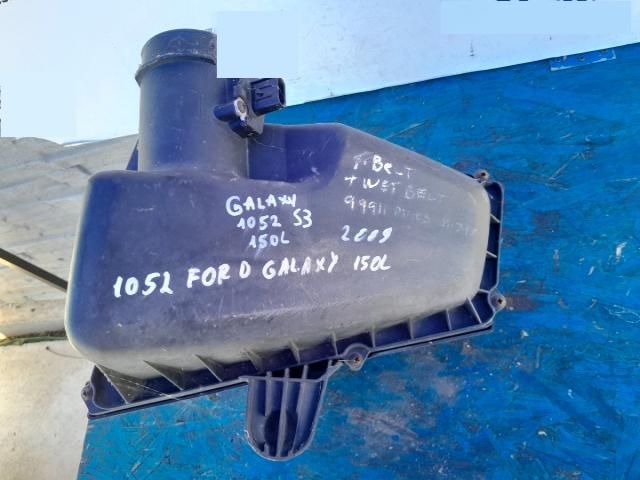 T-BELT
+ WET BELT
GALAXY
1052 S3
150L
2009
1052 FORD GALAXY 150L